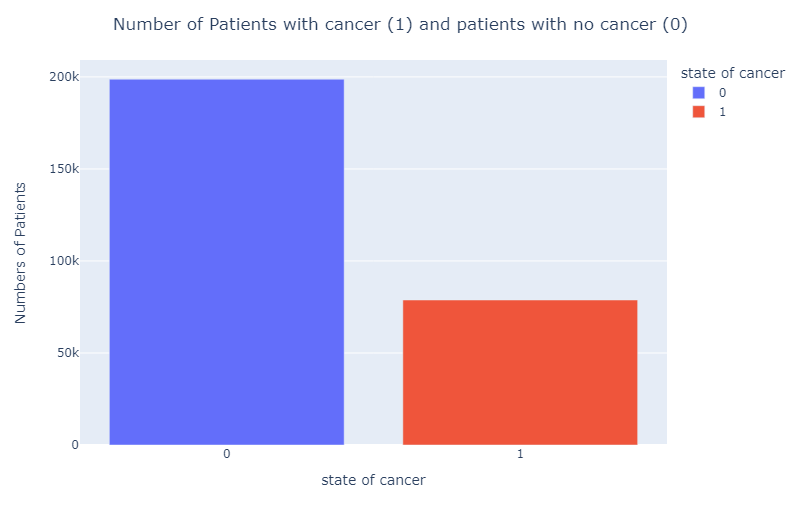 Number of Patients with cancer (1) and patients with no cancer (0)
state of cancer
0
1
200k
150k
100k
50k
0
Numbers of Patients
0
1
state of cancer